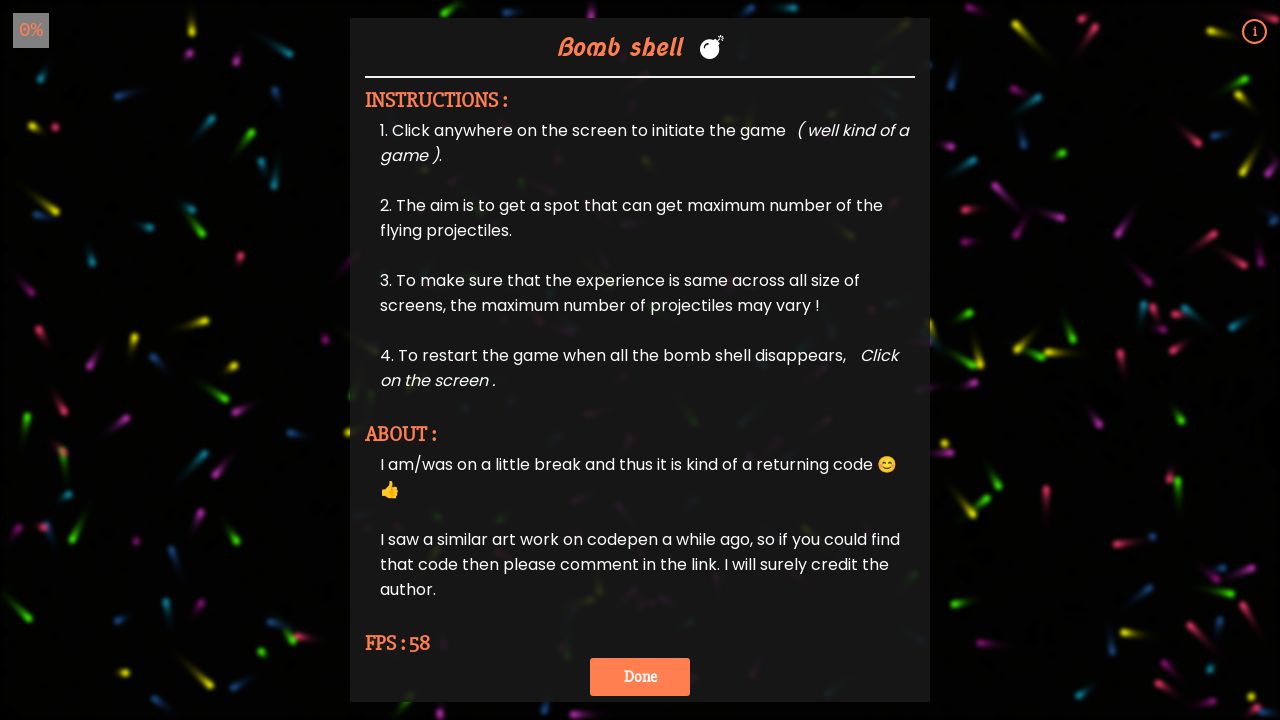 0%
i
Bomb shell 💣
INSTRUCTIONS :
1. Click anywhere on the screen to initiate the game ( well kind of a
game ).
2. The aim is to get a spot that can get maximum number of the
flying projectiles.
3. To make sure that the experience is same across all size of
screens, the maximum number of projectiles may vary !
4. To restart the game when all the bomb shell disappears, Click
on the screen .
ABOUT :
I am/was on a little break and thus it is kind of a returning code 😊
👍
I saw a similar art work on codepen a while ago, so if you could find
that code then please comment in the link. I will surely credit the
author.
FPS : 58
Done